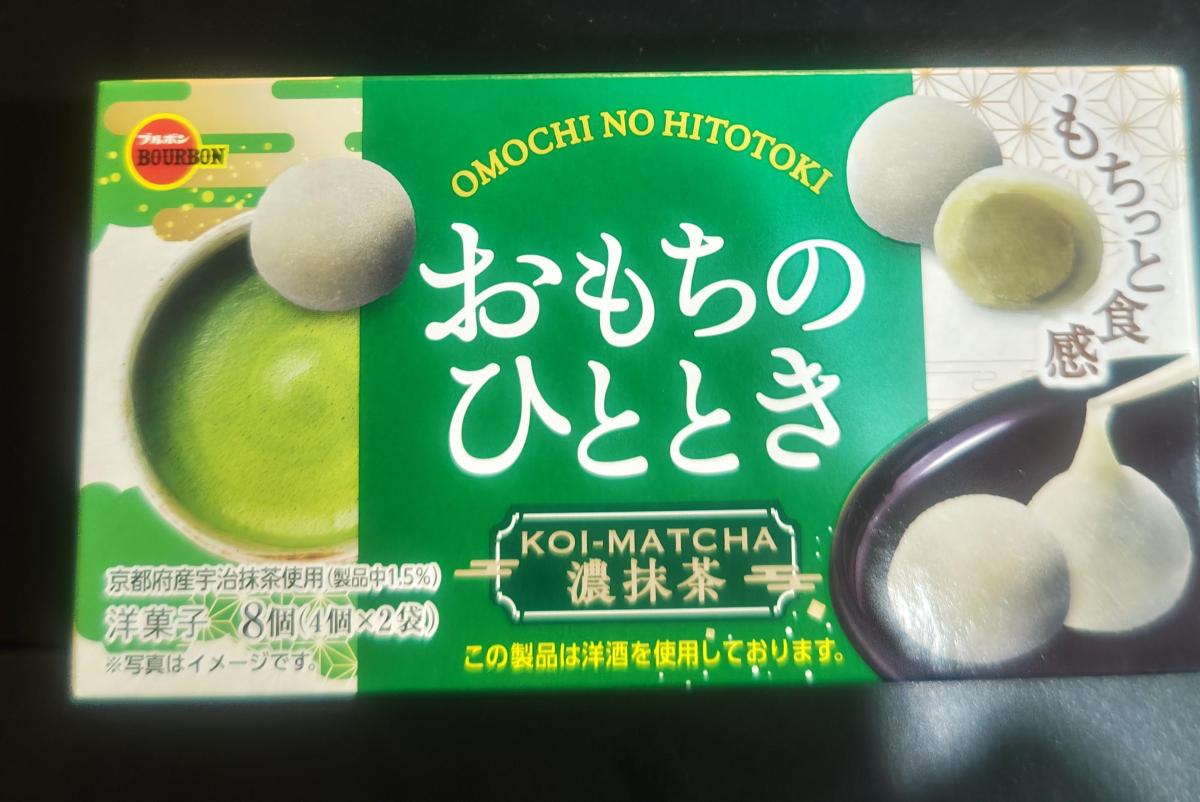 ブルボン
BOURBON
OMOCHI NO HITOTOKI
おもちの
ひととき
もちっと
食感
KOI-MATCHA
濃抹茶
京都府産宇治抹茶使用(製品中1.5%)
洋菓子 8個(4個×2袋)
※写真はイメージです。
この製品は洋酒を使用しております。